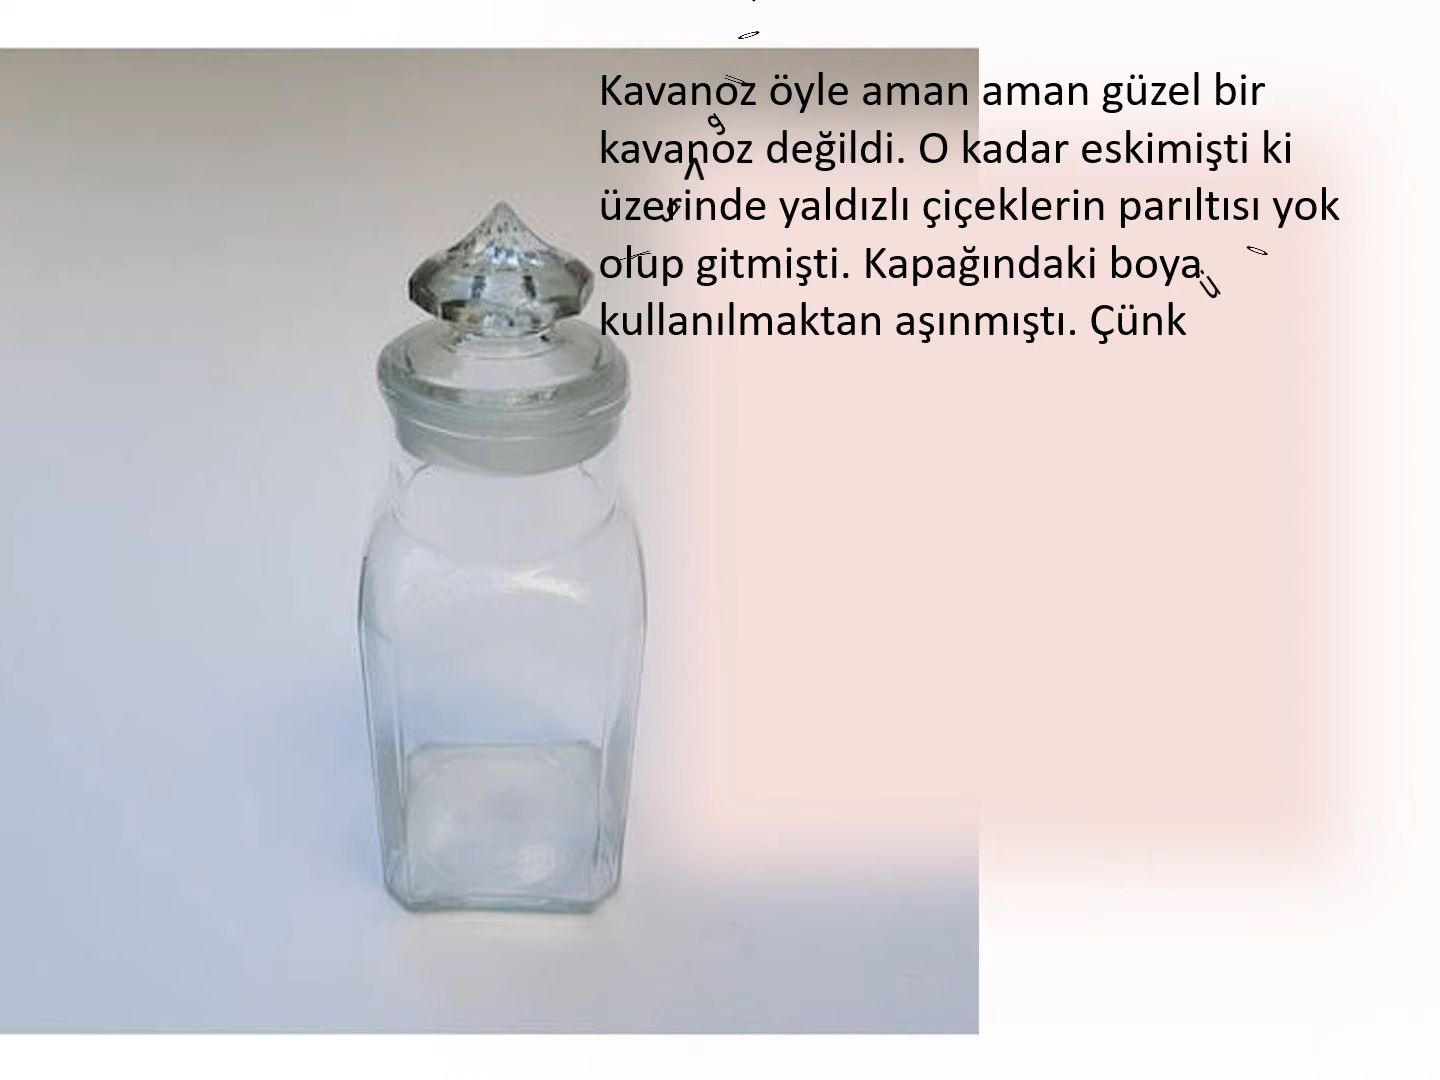 Kavanoz öyle aman aman güzel bir
kavanoz değildi. O kadar eskimişti ki
üzerinde yaldızlı çiçeklerin parıltısı yok
olup gitmişti. Kapağındaki boya
kullanılmaktan aşınmıştı. Çünk